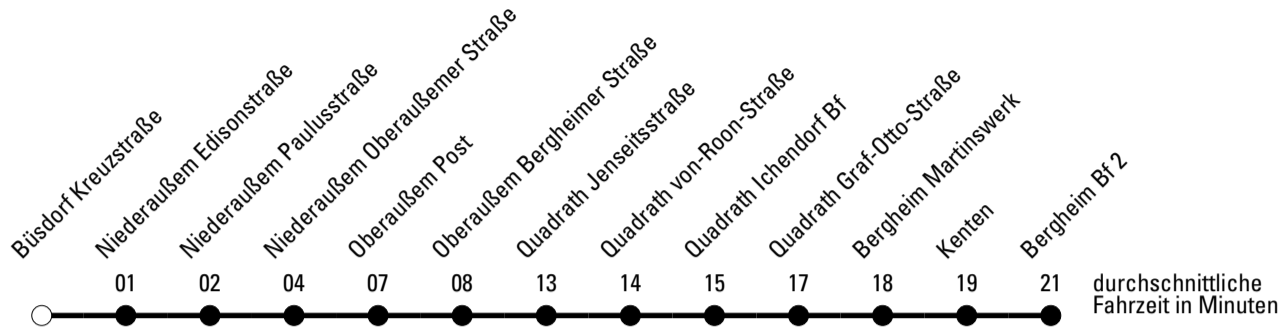 Büsdorf Kreuzstraße
Niederaußem Edisonstraße
Niederaußem Paulusstraße
Niederaußem Oberaußemer Straße
Oberaußem Post
Oberaußem Bergheimer Straße
Quadrath Jenseitsstraße
Quadrath von-Roon-Straße
Quadrath Ichendorf Bf
Quadrath Graf-Otto-Straße
Bergheim Martinswerk
Kenten
Bergheim Bf 2
01 02 04 07 08 13 14 15 17 18 19 21
durchschnittliche
Fahrzeit in Minuten